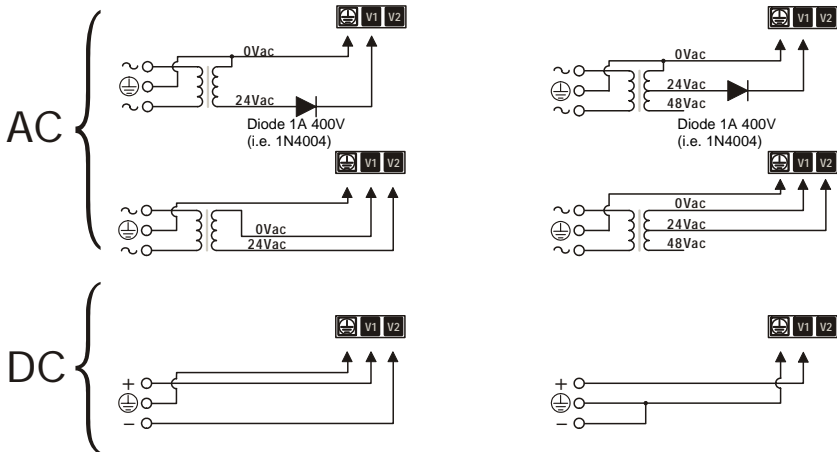 AC
V1 V2
0Vac
24Vac
Diode 1A 400V
(i.e. 1N4004)
V1 V2
0Vac
24Vac
48Vac
Diode 1A 400V
(i.e. 1N4004)
V1 V2
0Vac
24Vac
V1 V2
0Vac
24Vac
48Vac
DC
V1 V2
+
−
V1 V2
+
−